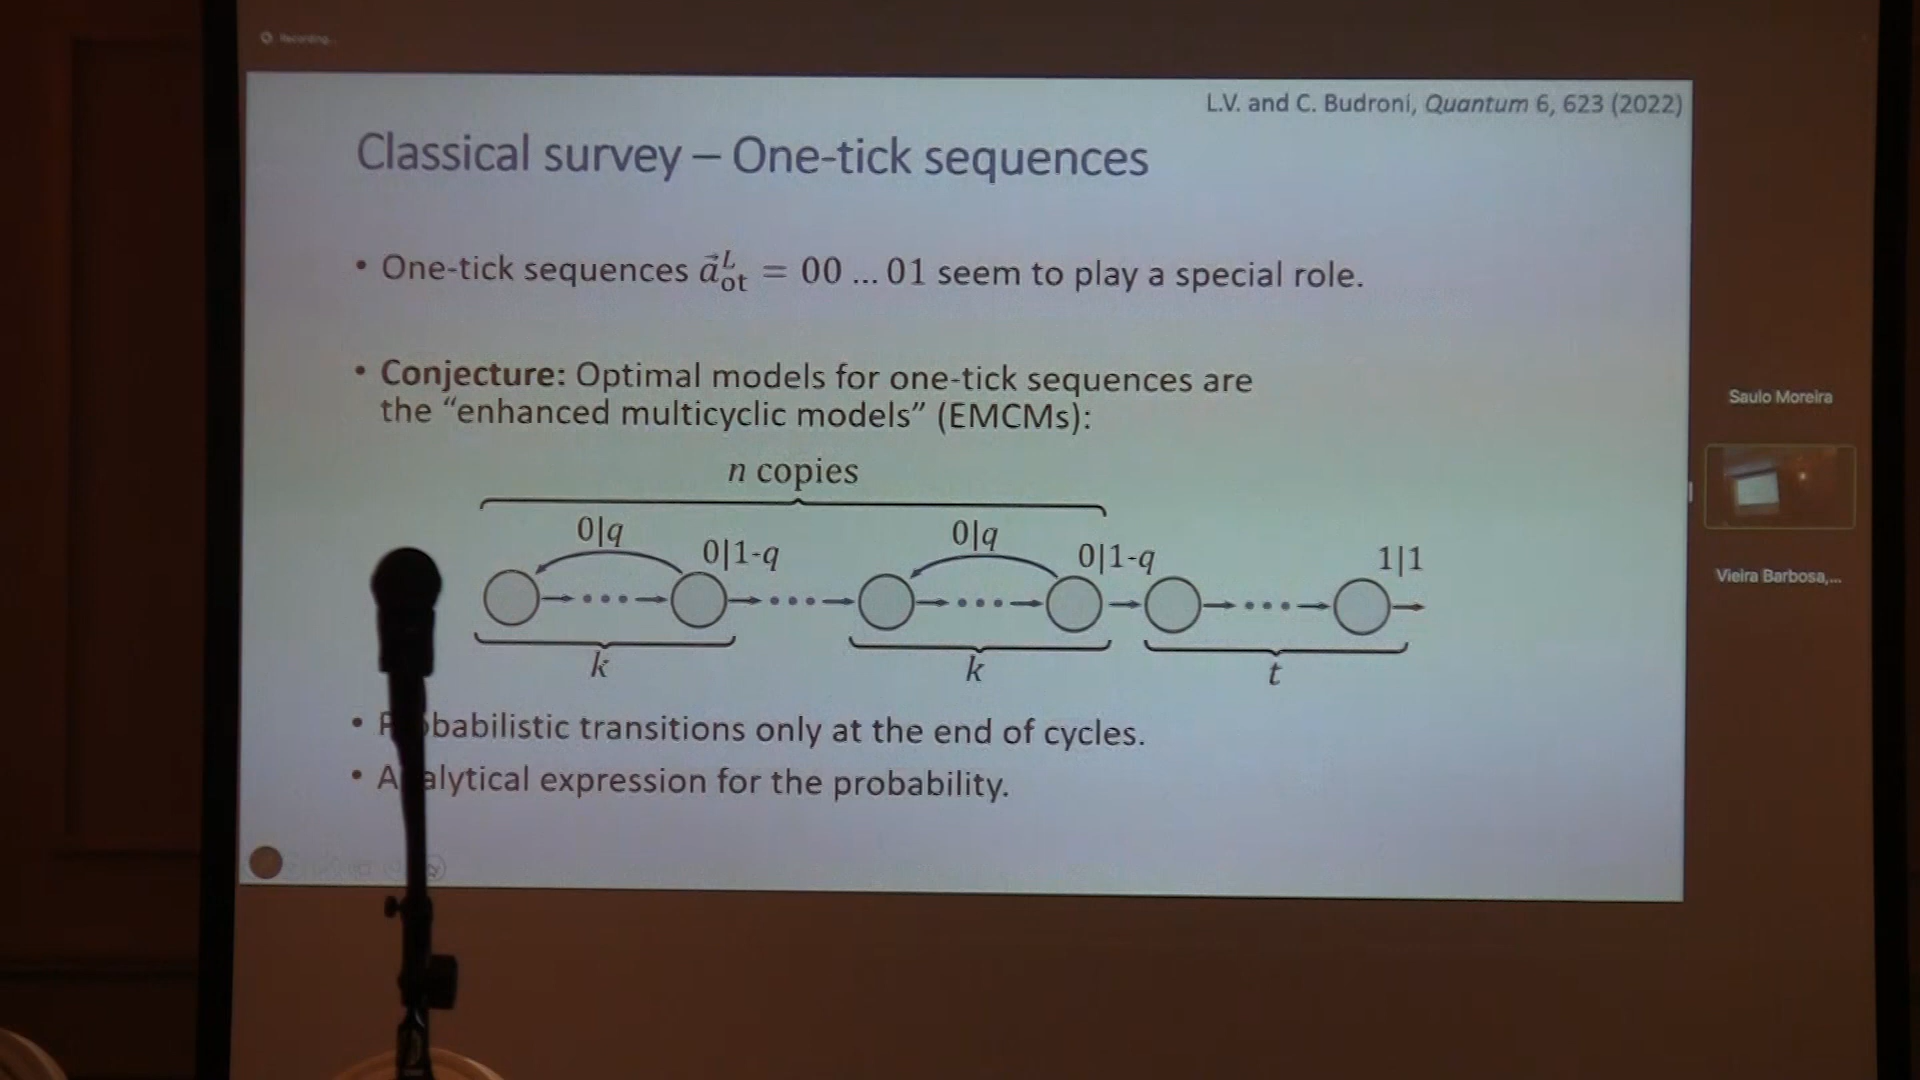 Recording...
L.V. and C. Budroni, Quantum 6, 623 (2022)
Classical survey – One-tick sequences
• One-tick sequences a⃗ᴸot = 00 ... 01 seem to play a special role.
• Conjecture: Optimal models for one-tick sequences are
the “enhanced multicyclic models” (EMCMs):
n copies
0|q 0|1-q 0|q 0|1-q 1|1
k k t
• babilistic transitions only at the end of cycles.
• A alytical expression for the probability.
Saulo Moreira
Vieira Barbosa,...